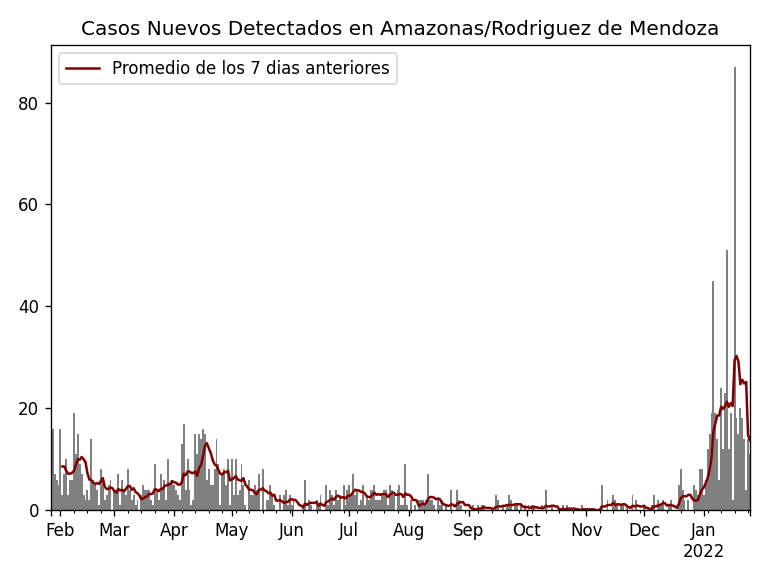 Casos Nuevos Detectados en Amazonas/Rodriguez de Mendoza
Promedio de los 7 dias anteriores
80
60
40
20
0
Feb Mar Apr May Jun Jul Aug Sep Oct Nov Dec Jan
2022